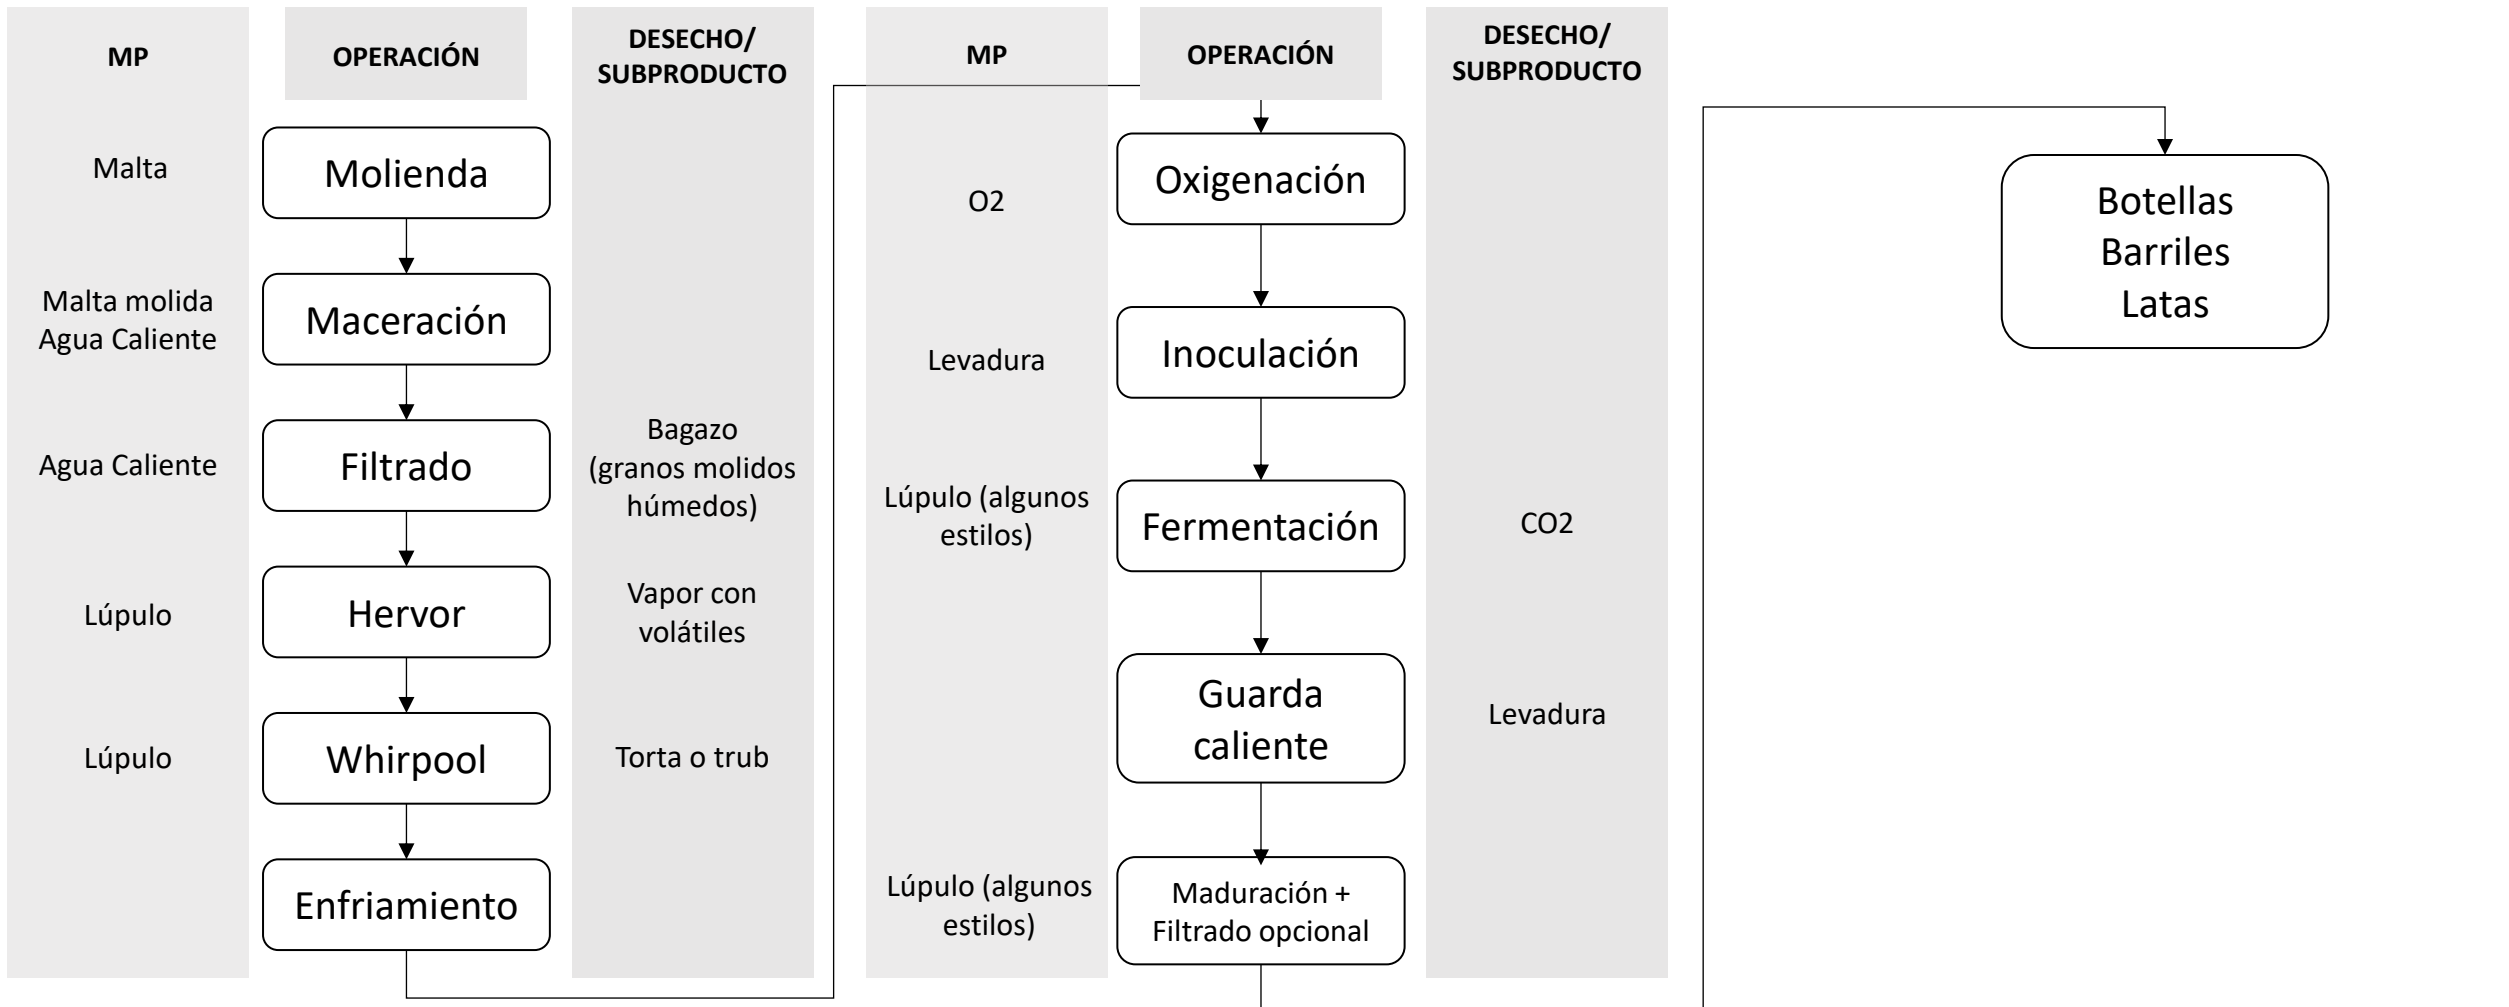 MP
OPERACIÓN
DESECHO/
SUBPRODUCTO
Malta
Molienda
Malta molida
Agua Caliente
Maceración
Agua Caliente
Filtrado
Bagazo
(granos molidos
húmedos)
Lúpulo
Hervor
Vapor con
volátiles
Lúpulo
Whirpool
Torta o trub
Enfriamiento
MP
OPERACIÓN
DESECHO/
SUBPRODUCTO
O2
Oxigenación
Levadura
Inoculación
Lúpulo (algunos
estilos)
Fermentación
CO2
Guarda
caliente
Levadura
Lúpulo (algunos
estilos)
Maduración +
Filtrado opcional
Botellas
Barriles
Latas